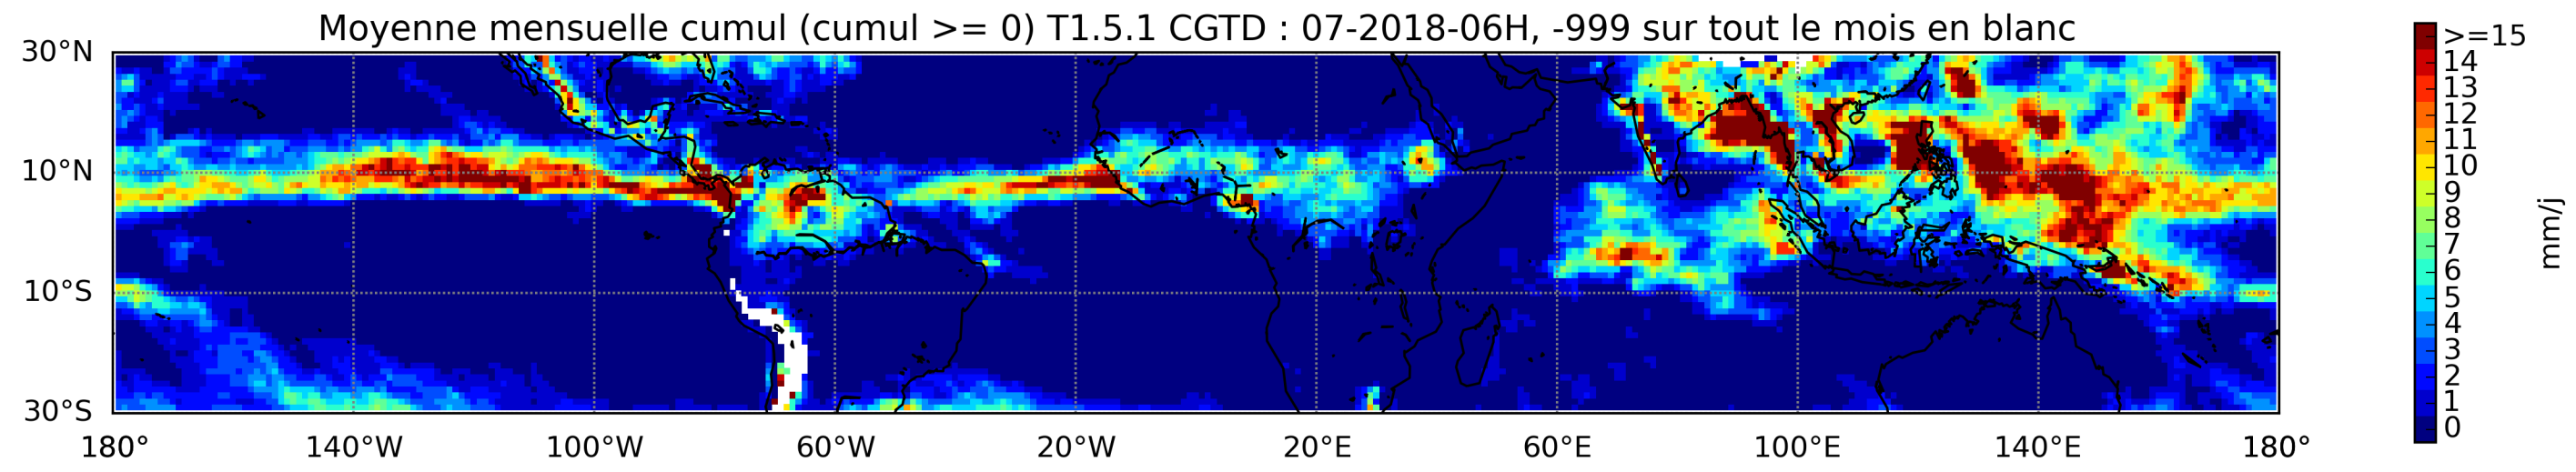 Moyenne mensuelle cumul (cumul >= 0) T1.5.1 CGTD : 07-2018-06H, -999 sur tout le mois en blanc
30°N
10°N
10°S
30°S
180° 140°W 100°W 60°W 20°W 20°E 60°E 100°E 140°E 180°
>=15
14
13
12
11
10
9
8
7
6
5
4
3
2
1
0
mm/j